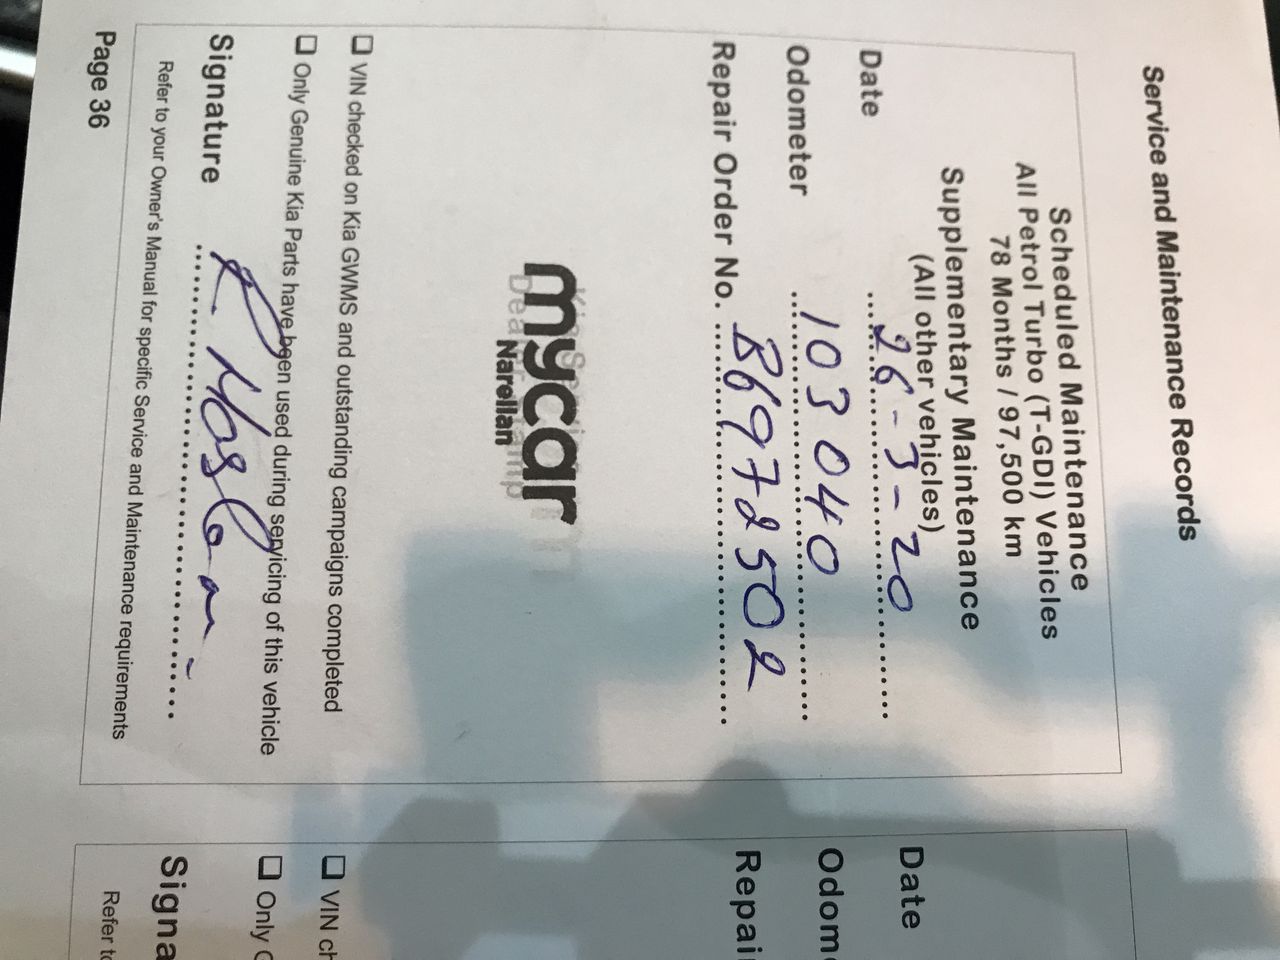 Service and Maintenance Records
Scheduled Maintenance
All Petrol Turbo (T-GDI) Vehicles
78 Months / 97,500 km
Supplementary Maintenance
(All other vehicles)
Date 26-3-20
Odometer 103040
Repair Order No. B6972502
mycar
Narellan
☐ VIN checked on Kia GWMS and outstanding campaigns completed
☐ Only Genuine Kia Parts have been used during servicing of this vehicle
Signature
Refer to your Owner's Manual for specific Service and Maintenance requirements
Page 36
Date
Odom
Repai
☐ VIN ch
☐ Only
Signa
Refer to